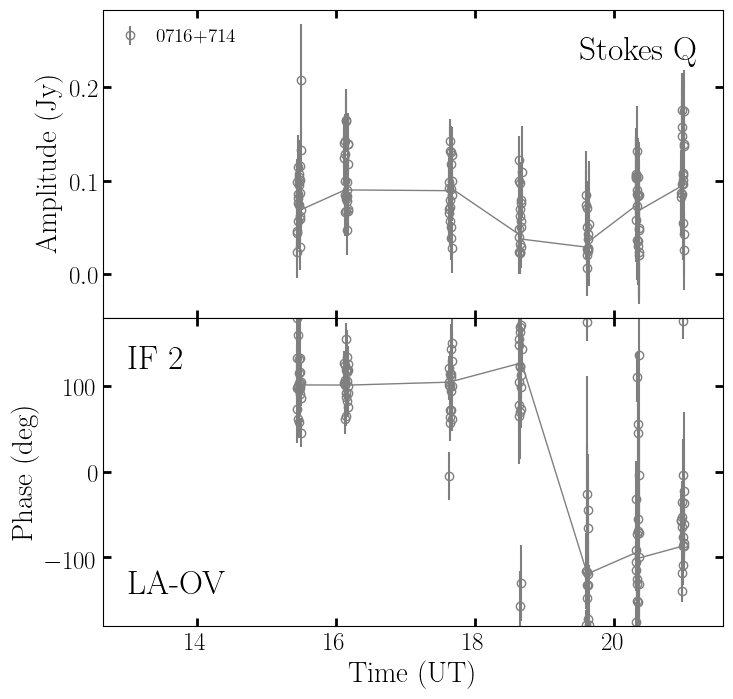 0716+714
Stokes Q
0.2
0.1
0.0
Amplitude (Jy)
IF 2
100
0
−100
Phase (deg)
LA-OV
14 16 18 20
Time (UT)